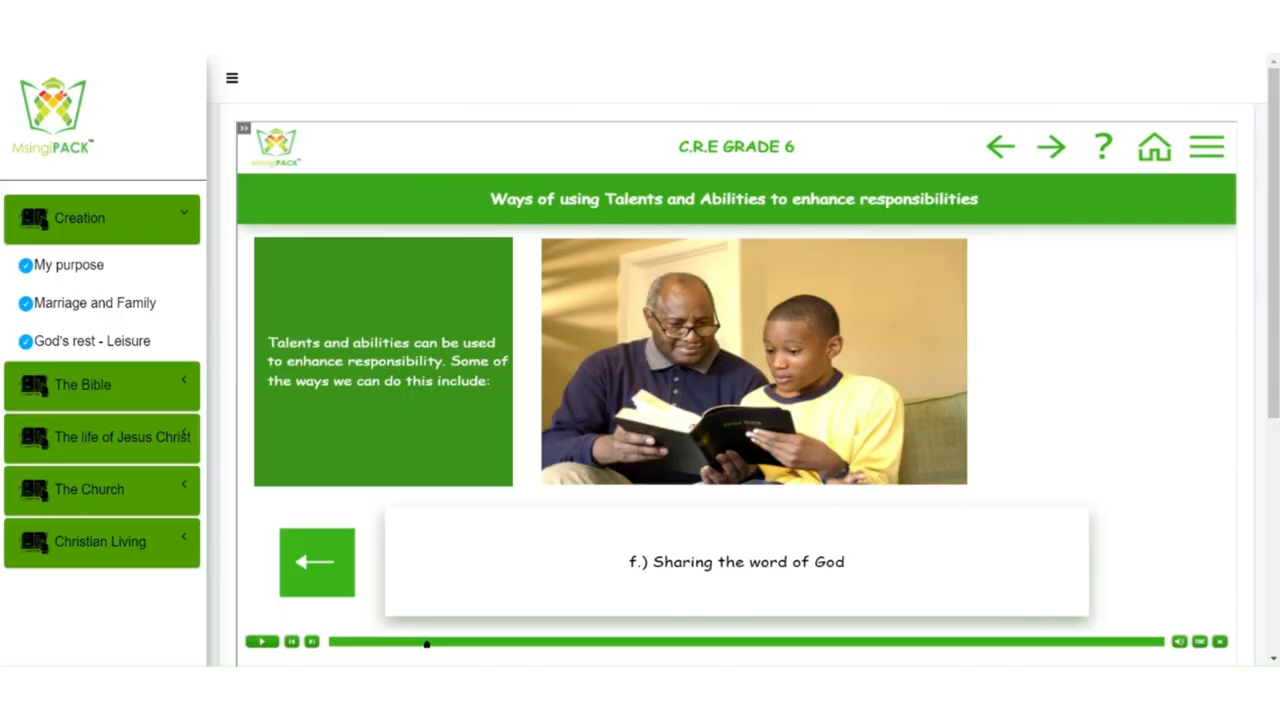 MsingiPACK™
Creation
My purpose
Marriage and Family
God's rest - Leisure
The Bible
The life of Jesus Christ
The Church
Christian Living
MsingiPACK™
C.R.E GRADE 6
?
Ways of using Talents and Abilities to enhance responsibilities
Talents and abilities can be used
to enhance responsibility. Some of
the ways we can do this include:
f.) Sharing the word of God